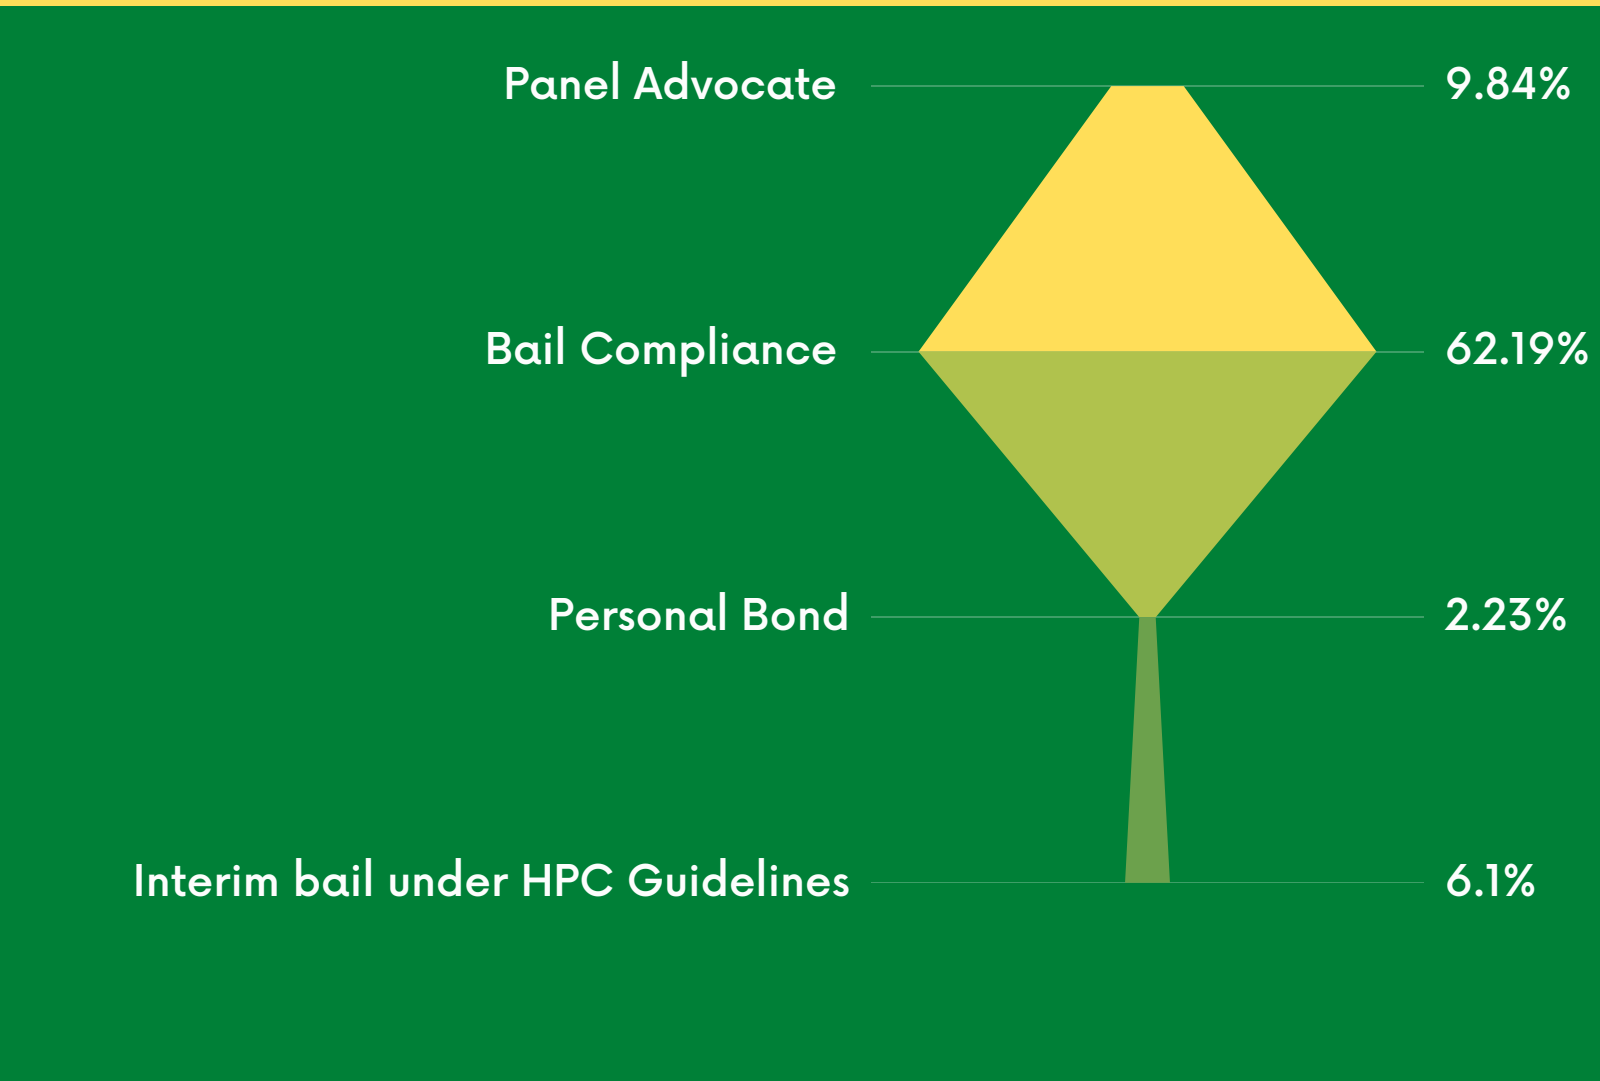 Panel Advocate 9.84%
Bail Compliance 62.19%
Personal Bond 2.23%
Interim bail under HPC Guidelines 6.1%